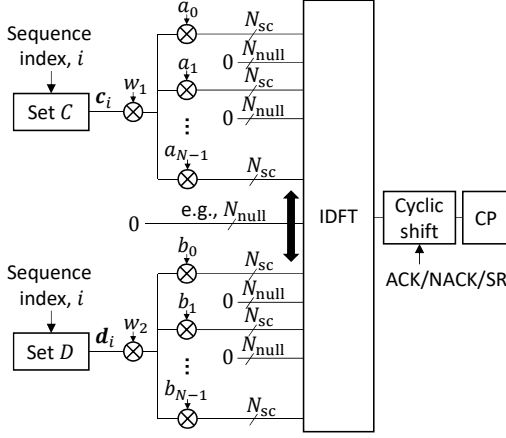 a_0
N_sc
Sequence
index, i
0
N_null
a_1
N_sc
w_1
Set C
c_i
0
N_null
...
a_{N−1}
N_sc
0
e.g., N_null
IDFT
Cyclic
shift
CP
ACK/NACK/SR
b_0
N_sc
Sequence
index, i
0
N_null
b_1
N_sc
w_2
Set D
d_i
0
N_null
...
b_{N−1}
N_sc